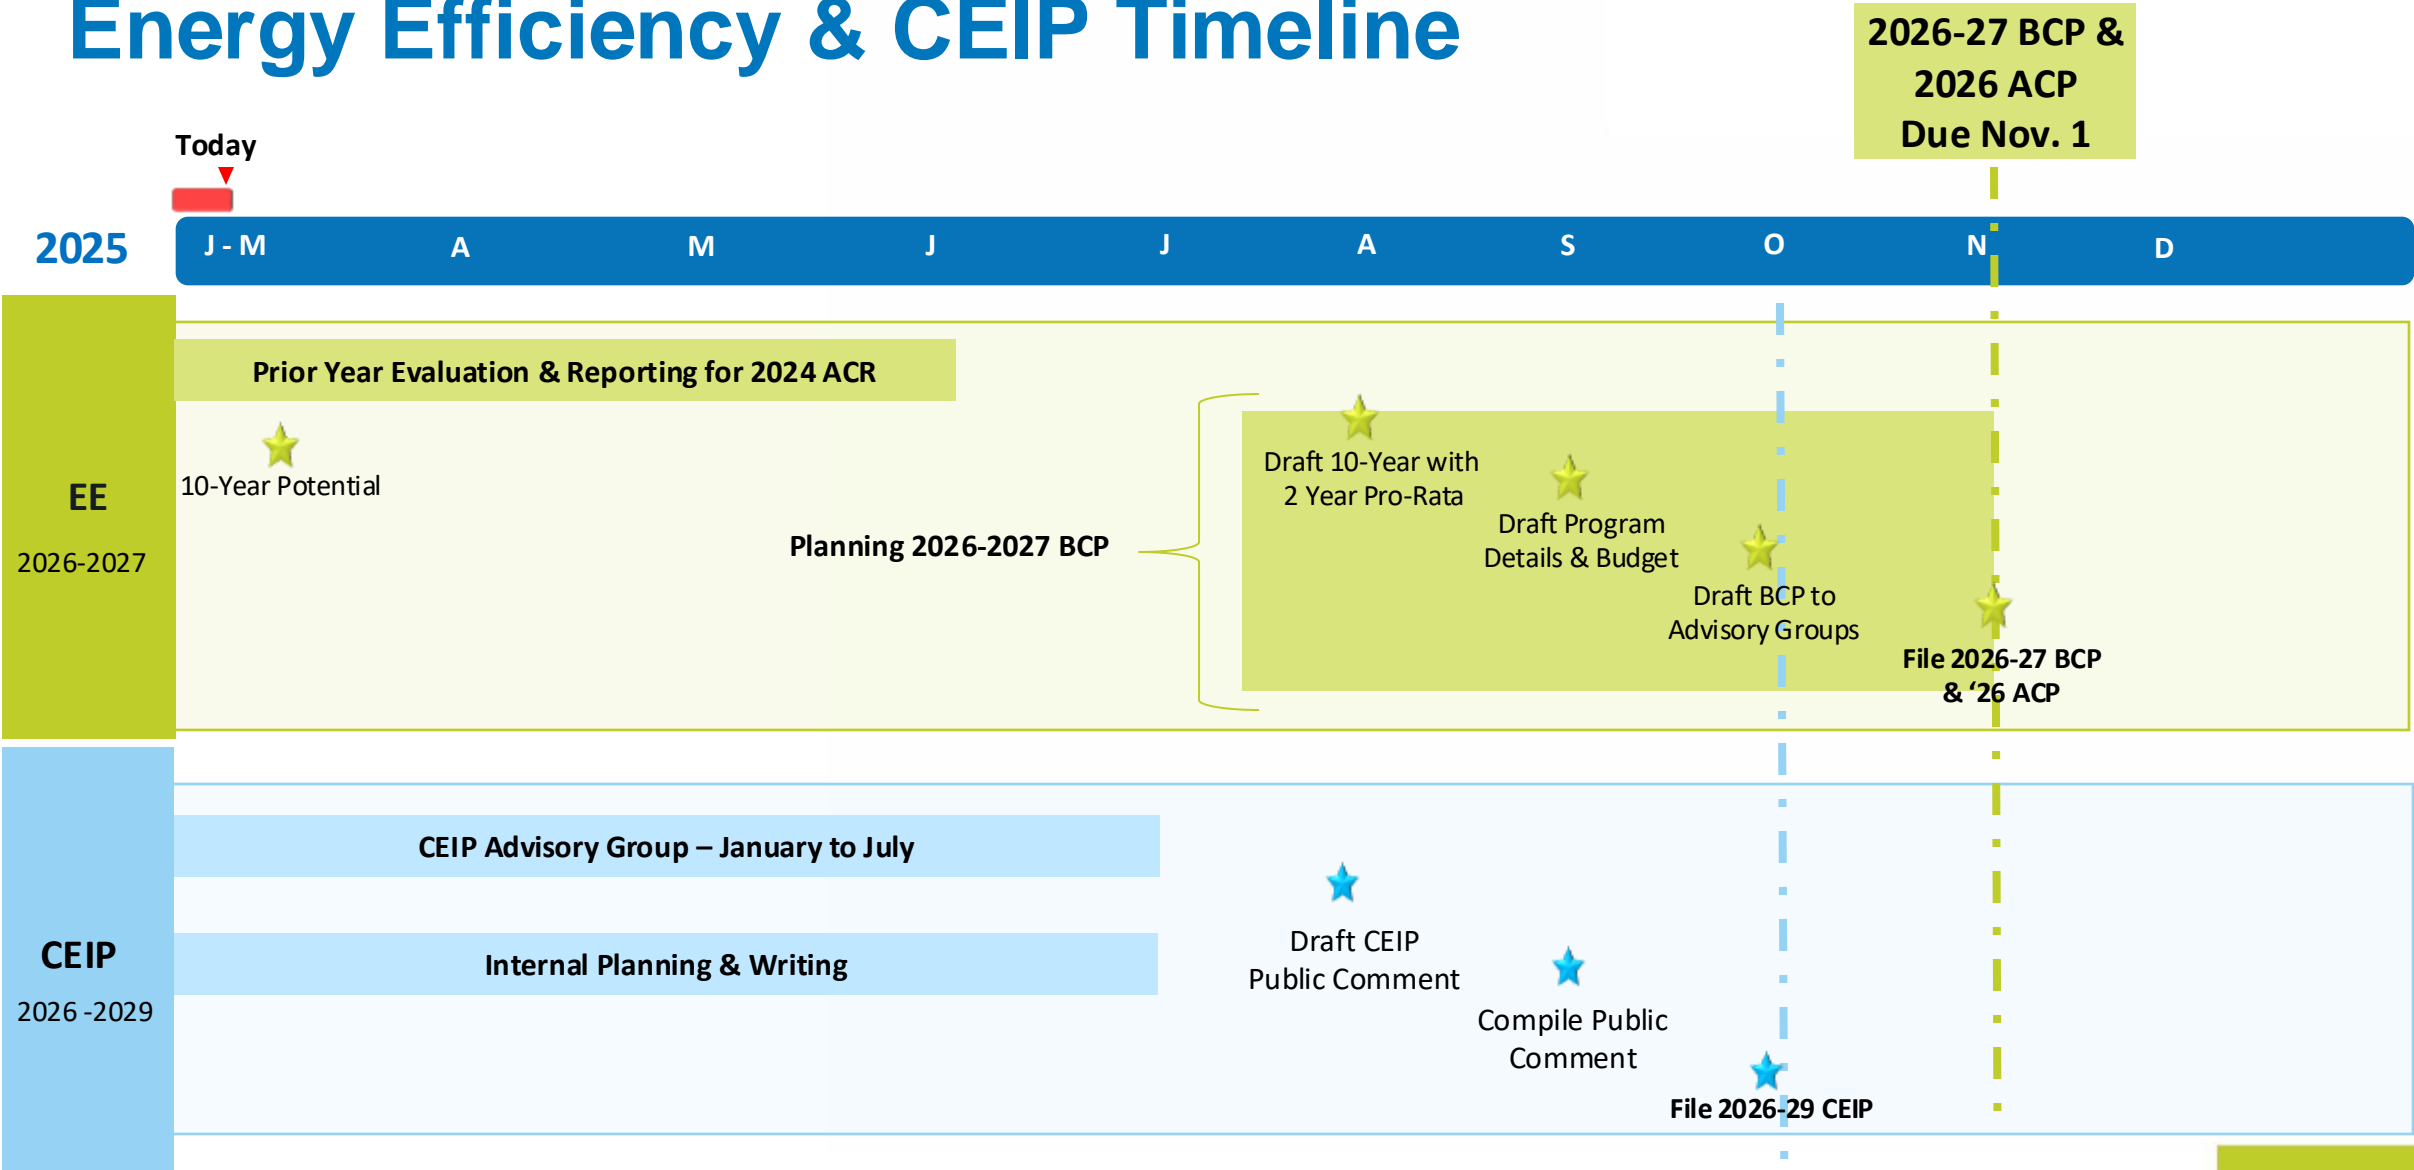 Energy Efficiency & CEIP Timeline
2026-27 BCP &
2026 ACP
Due Nov. 1
Today
2025
J - M A M J J A S O N D
Prior Year Evaluation & Reporting for 2024 ACR
10-Year Potential
EE
2026-2027
Planning 2026-2027 BCP
Draft 10-Year with
2 Year Pro-Rata
Draft Program
Details & Budget
Draft BCP to
Advisory Groups
File 2026-27 BCP
& ‘26 ACP
CEIP Advisory Group – January to July
CEIP
2026 -2029
Internal Planning & Writing
Draft CEIP
Public Comment
Compile Public
Comment
File 2026-29 CEIP